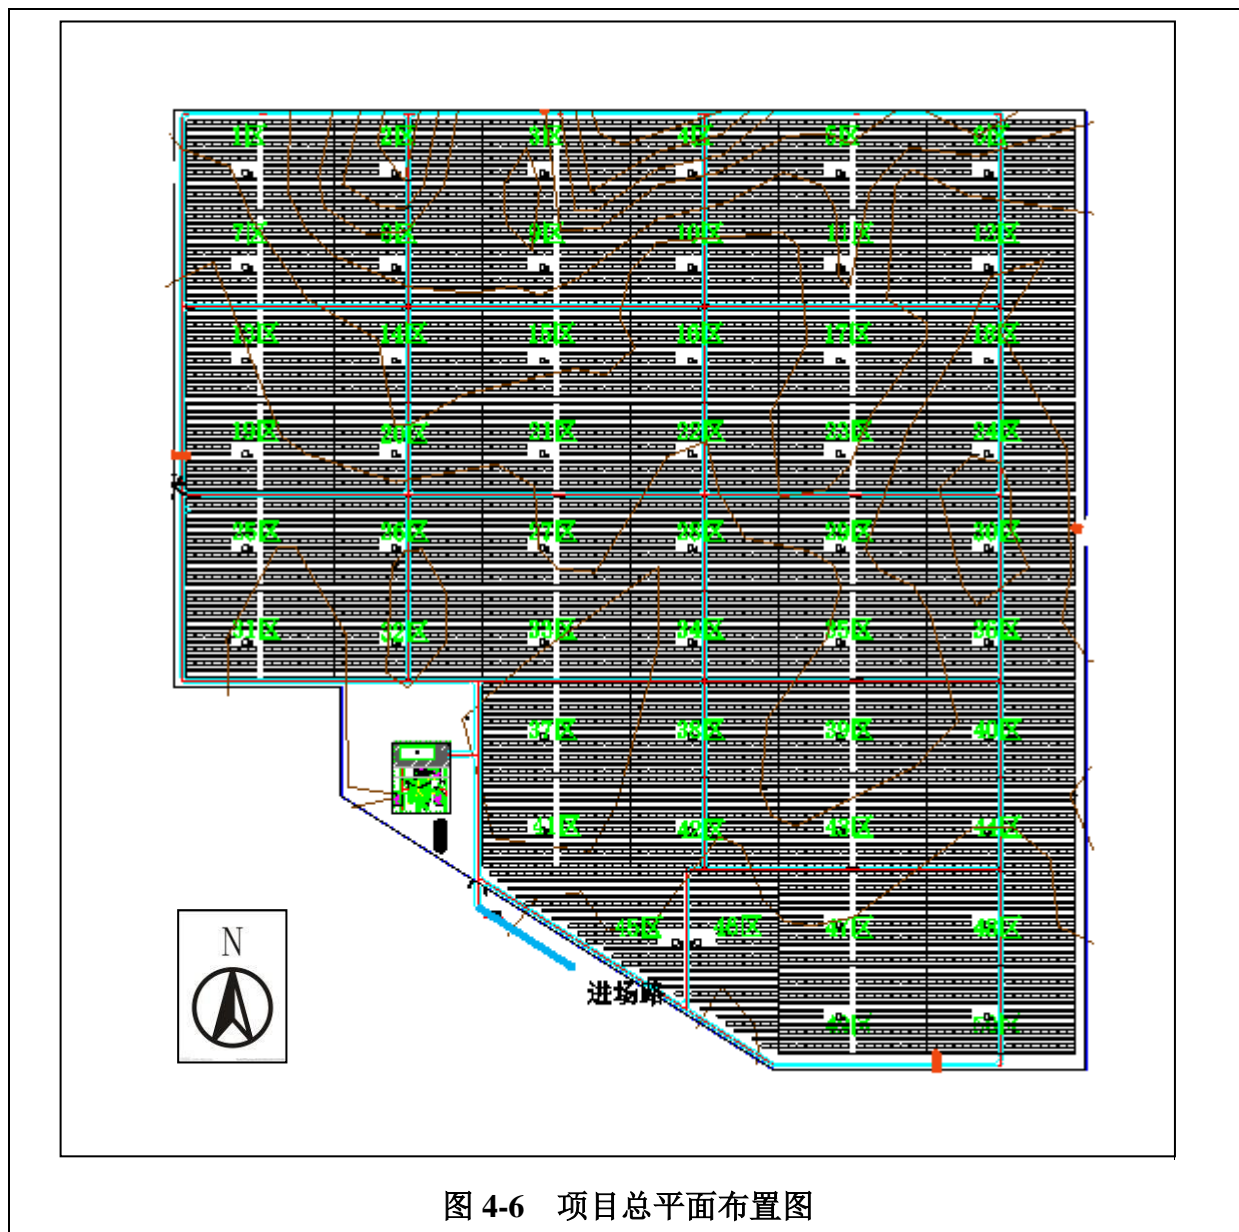 1区 2区 3区 4区 5区 6区
7区 8区 9区 10区 11区 12区
13区 14区 15区 16区 17区 18区
19区 20区 21区 22区 23区 24区
25区 26区 27区 28区 29区 30区
31区 32区 33区 34区 35区 36区
37区 38区 39区 40区
41区 42区 43区 44区
45区 46区 47区 48区
49区 50区
N
进场路
图 4-6 项目总平面布置图